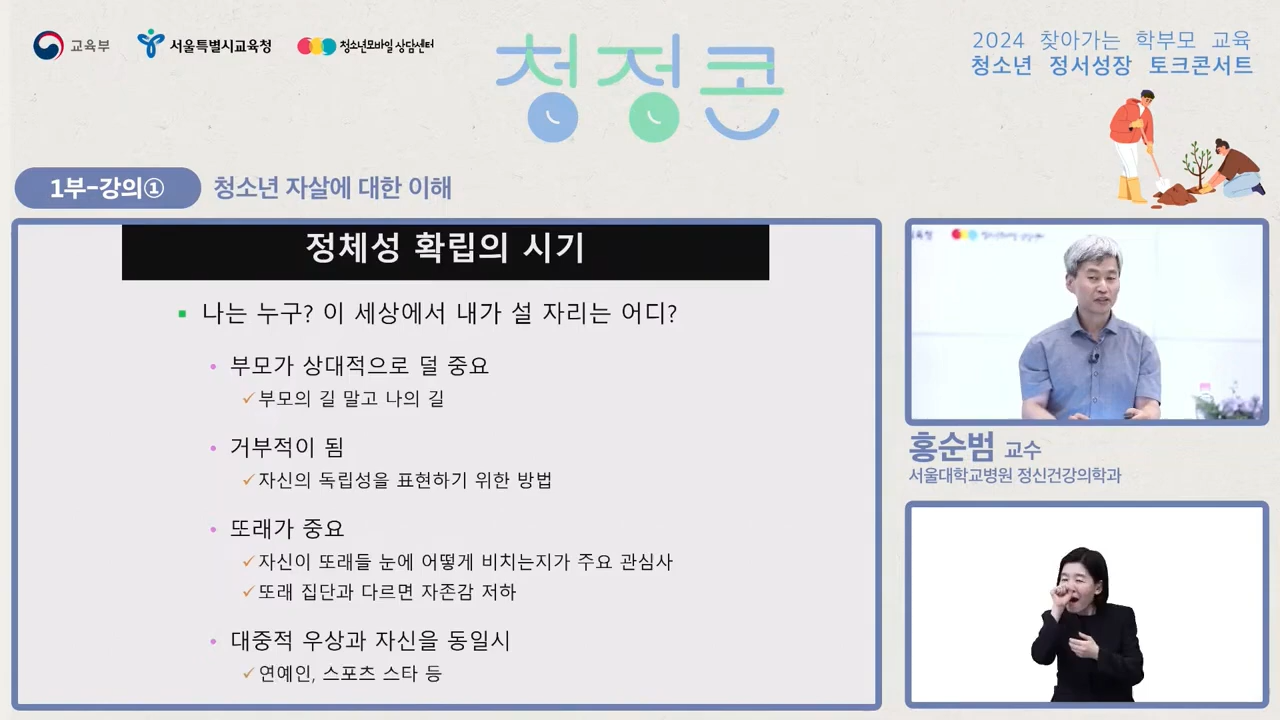 교육부
서울특별시교육청
청소년모바일 상담센터
청정콘
2024 찾아가는 학부모 교육
청소년 정서성장 토크콘서트
1부-강의① 청소년 자살에 대한 이해
정체성 확립의 시기
나는 누구? 이 세상에서 내가 설 자리는 어디?
부모가 상대적으로 덜 중요
부모의 길 말고 나의 길
거부적이 됨
자신의 독립성을 표현하기 위한 방법
또래가 중요
자신이 또래들 눈에 어떻게 비치는지가 주요 관심사
또래 집단과 다르면 자존감 저하
대중적 우상과 자신을 동일시
연예인, 스포츠 스타 등
홍순범 교수
서울대학교병원 정신건강의학과